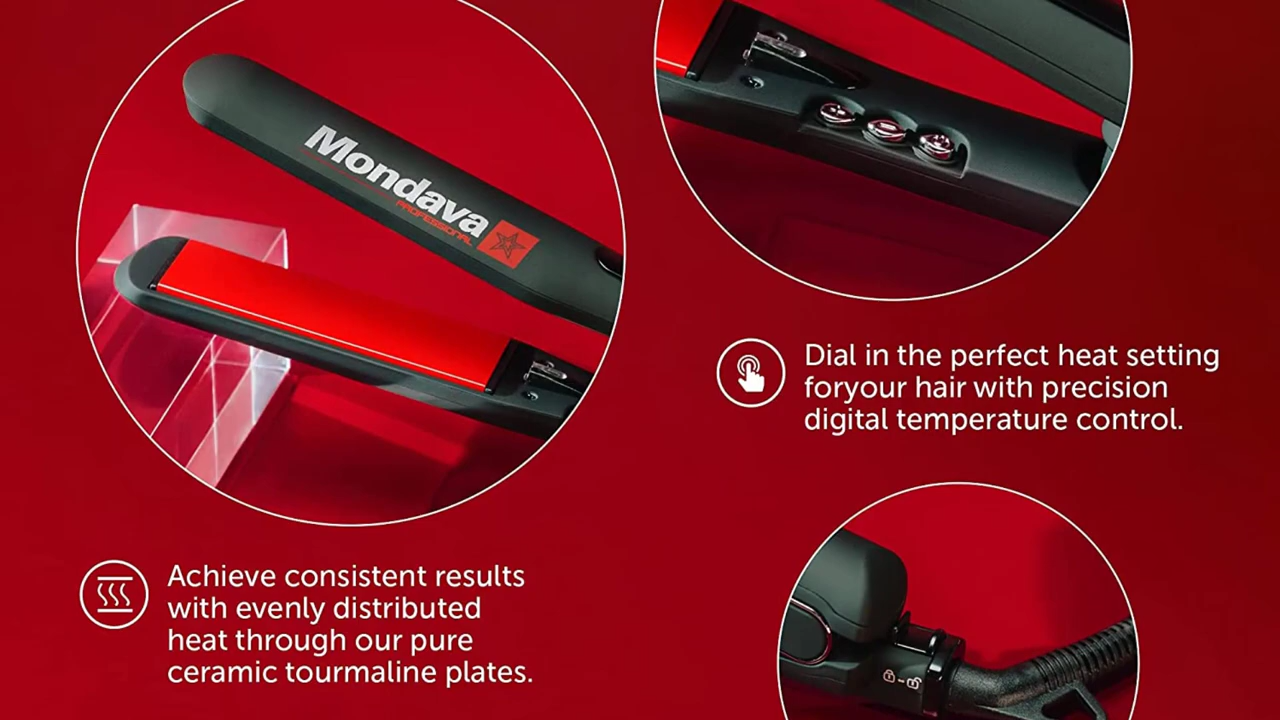 Mondava
PROFESSIONAL
Dial in the perfect heat setting
foryour hair with precision
digital temperature control.
Achieve consistent results
with evenly distributed
heat through our pure
ceramic tourmaline plates.